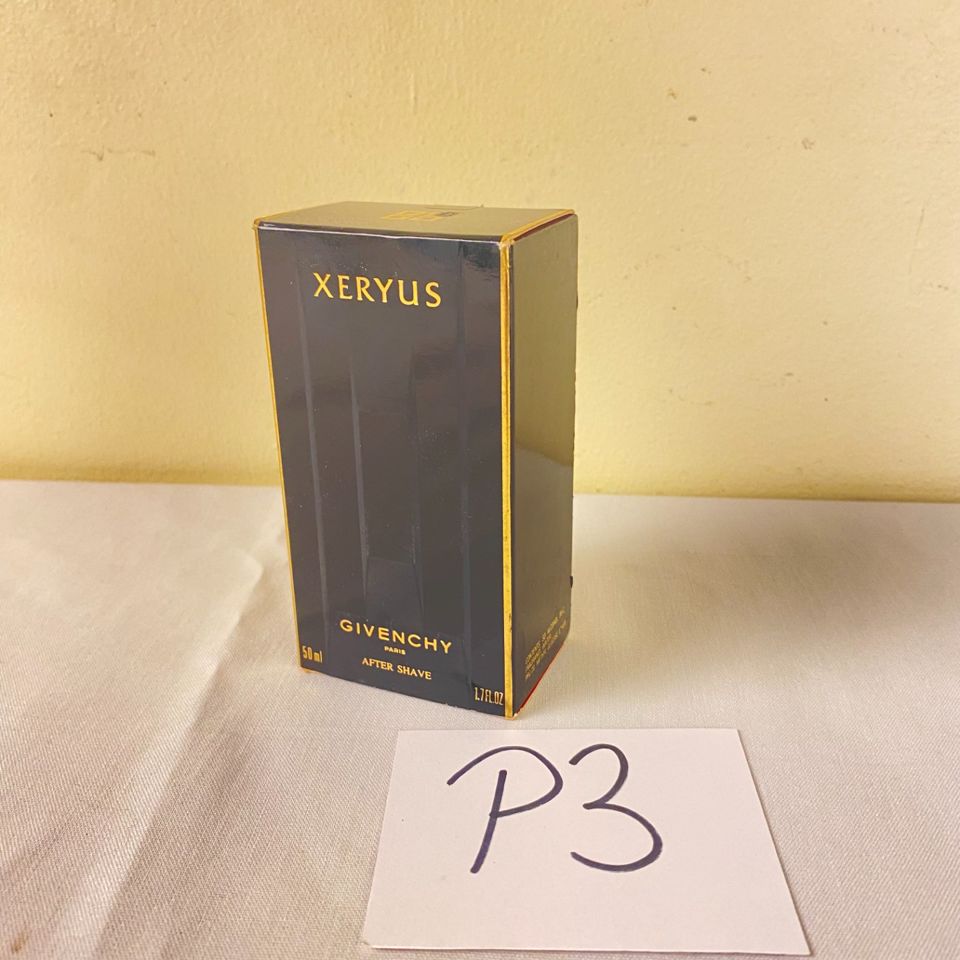 XERYUS
GIVENCHY
PARIS
50 ml
AFTER SHAVE
1.7 FL.OZ
P3